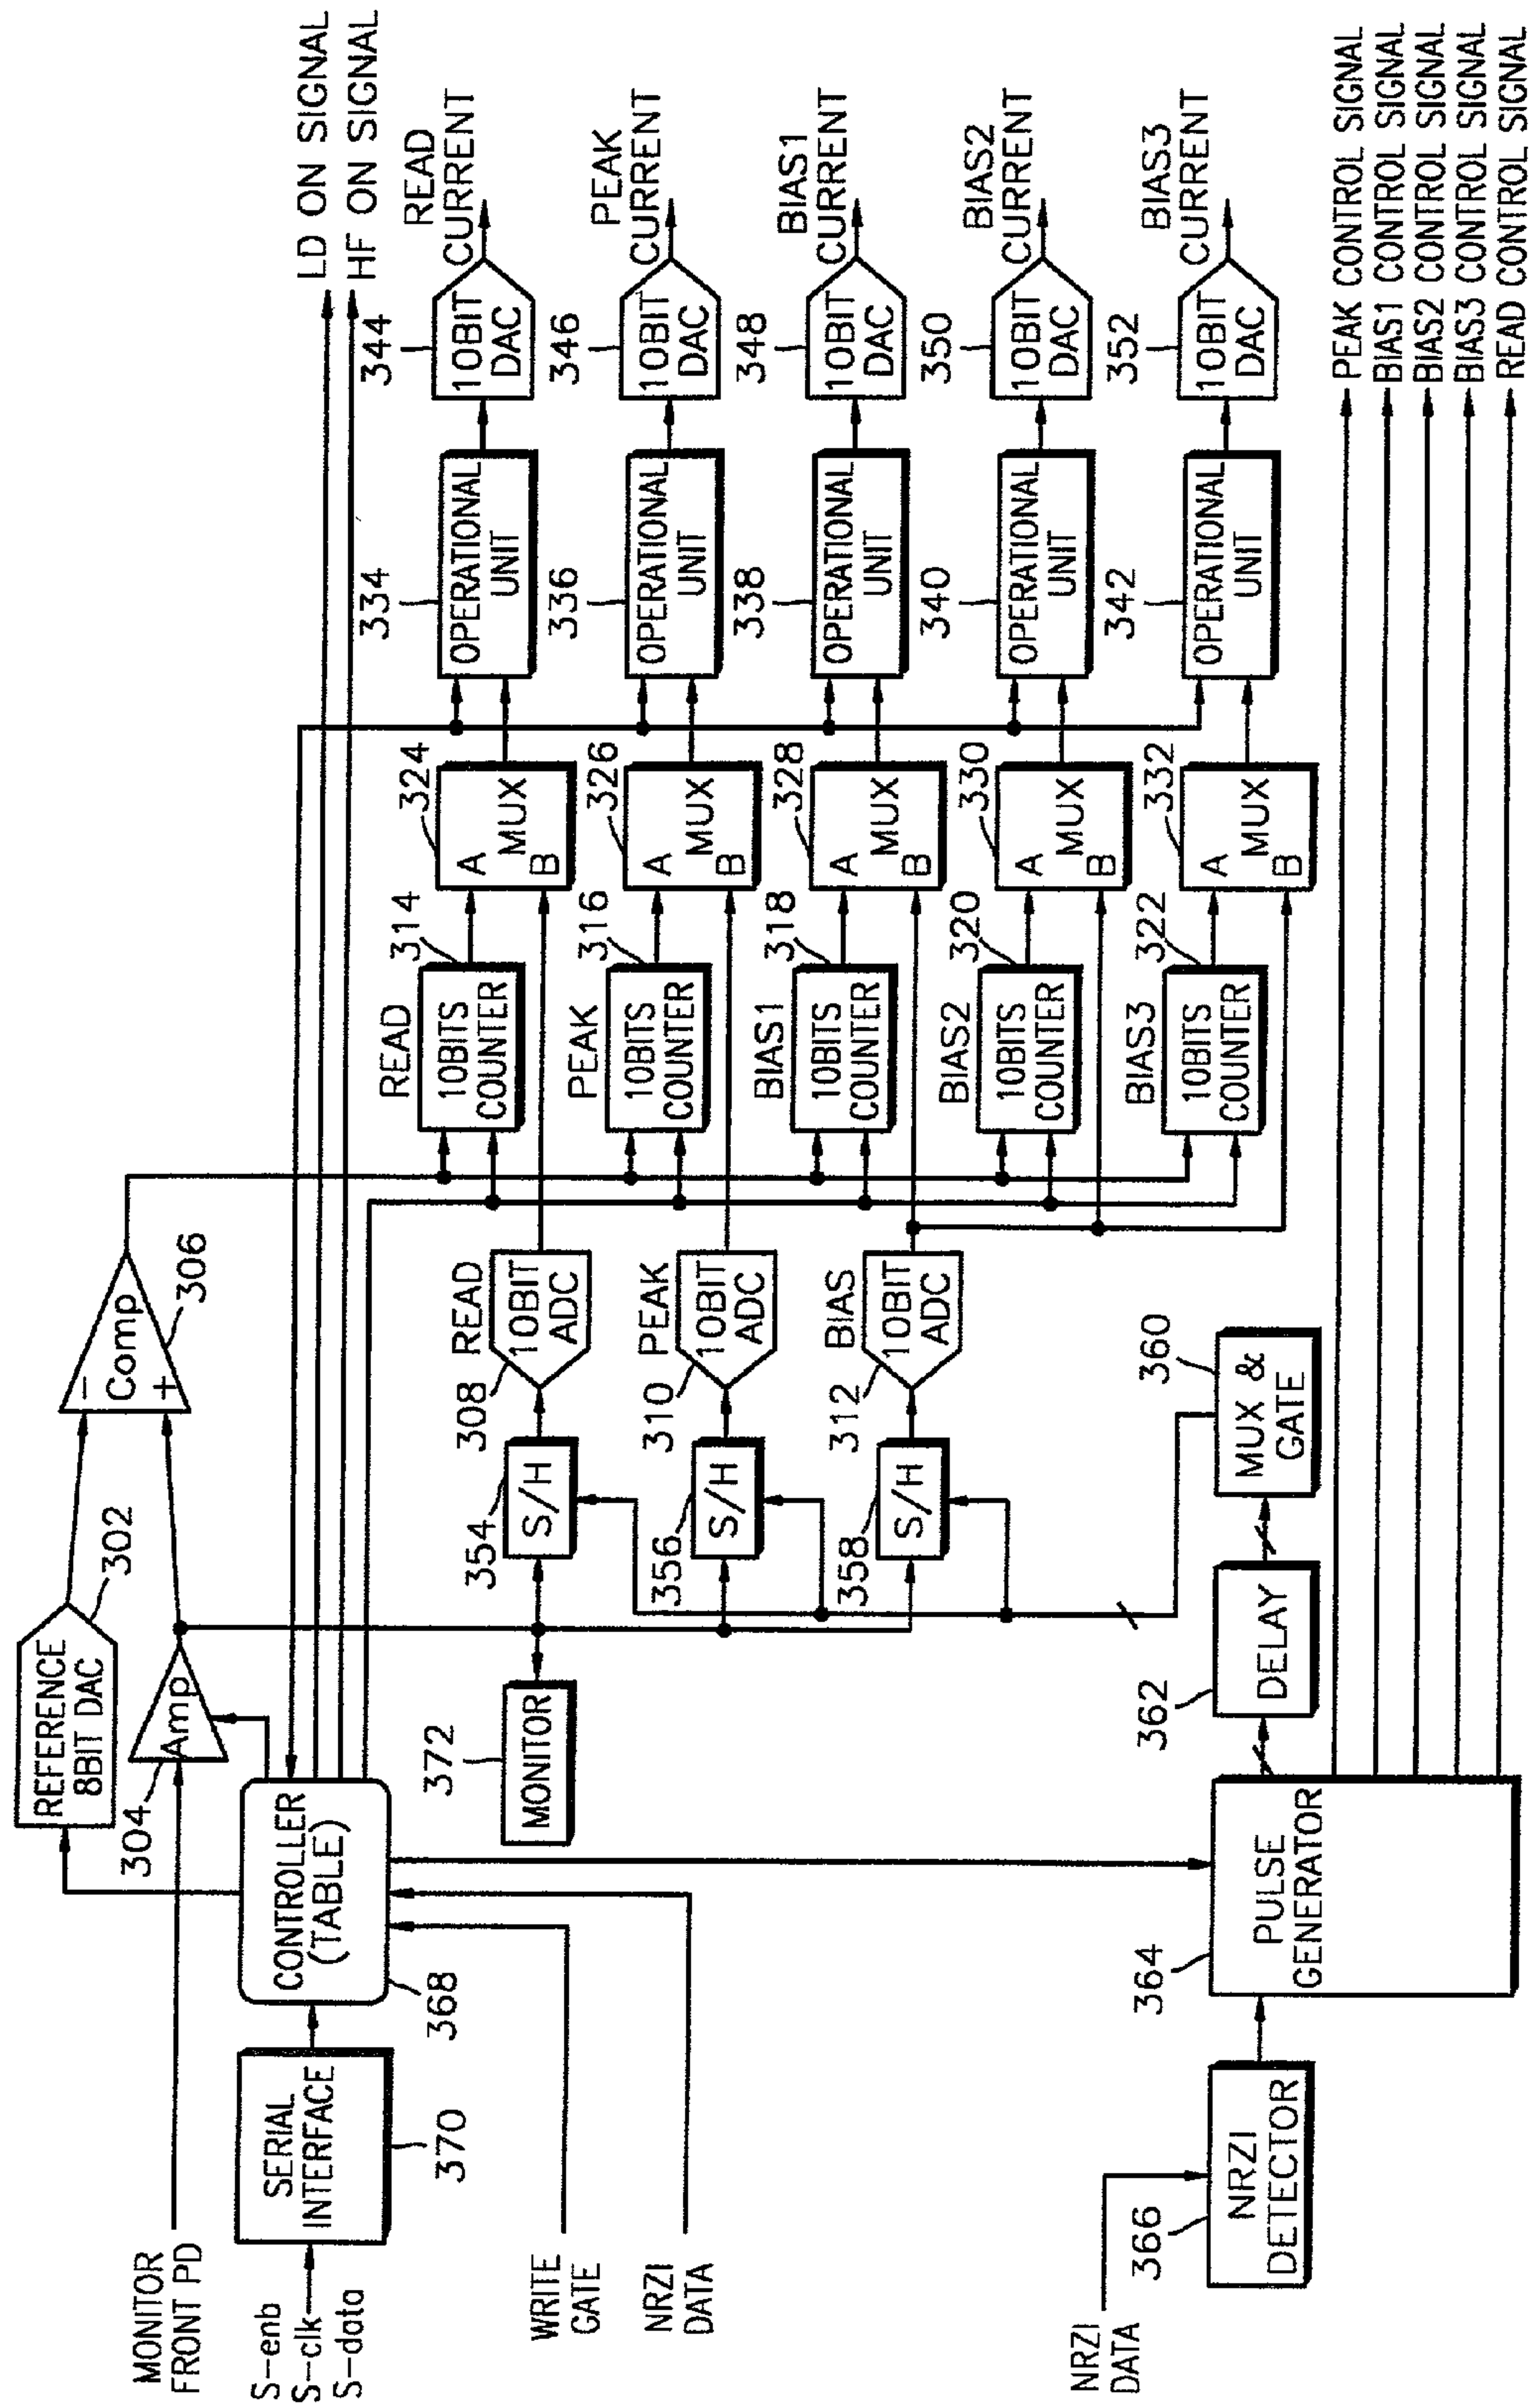 MONITOR
FRONT PD
S-enb
S-clk
S-data
SERIAL
INTERFACE
370
WRITE
GATE
NRZI
DATA
NRZI
DATA
366
NRZI
DETECTOR
REFERENCE
8BIT DAC
302
304
Amp
CONTROLLER
(TABLE)
368
372
MONITOR
364
PULSE
GENERATOR
362
DELAY
360
MUX &
GATE
Comp
-
+
306
354
S/H
356
S/H
358
S/H
308
READ
10BIT
ADC
310
PEAK
10BIT
ADC
312
BIAS
10BIT
ADC
READ
314
10BITS
COUNTER
PEAK
316
10BITS
COUNTER
BIAS1
318
10BITS
COUNTER
BIAS2
320
10BITS
COUNTER
BIAS3
322
10BITS
COUNTER
324
A
MUX
B
326
A
MUX
B
328
A
MUX
B
330
A
MUX
B
332
A
MUX
B
334
OPERATIONAL
UNIT
336
OPERATIONAL
UNIT
338
OPERATIONAL
UNIT
340
OPERATIONAL
UNIT
342
OPERATIONAL
UNIT
344
10BIT
DAC
346
10BIT
DAC
348
10BIT
DAC
350
10BIT
DAC
352
10BIT
DAC
LD ON SIGNAL
HF ON SIGNAL
READ
CURRENT
PEAK
CURRENT
BIAS1
CURRENT
BIAS2
CURRENT
BIAS3
CURRENT
PEAK CONTROL SIGNAL
BIAS1 CONTROL SIGNAL
BIAS2 CONTROL SIGNAL
BIAS3 CONTROL SIGNAL
READ CONTROL SIGNAL